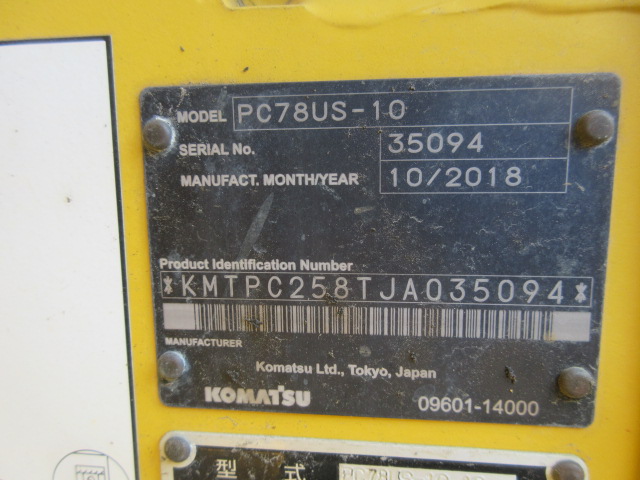 MODEL PC78US-10
SERIAL No. 35094
MANUFACT. MONTH/YEAR 10/2018
Product Identification Number
*KMTPC258TJA035094*
MANUFACTURER
Komatsu Ltd., Tokyo, Japan
KOMATSU 09601-14000
型 式